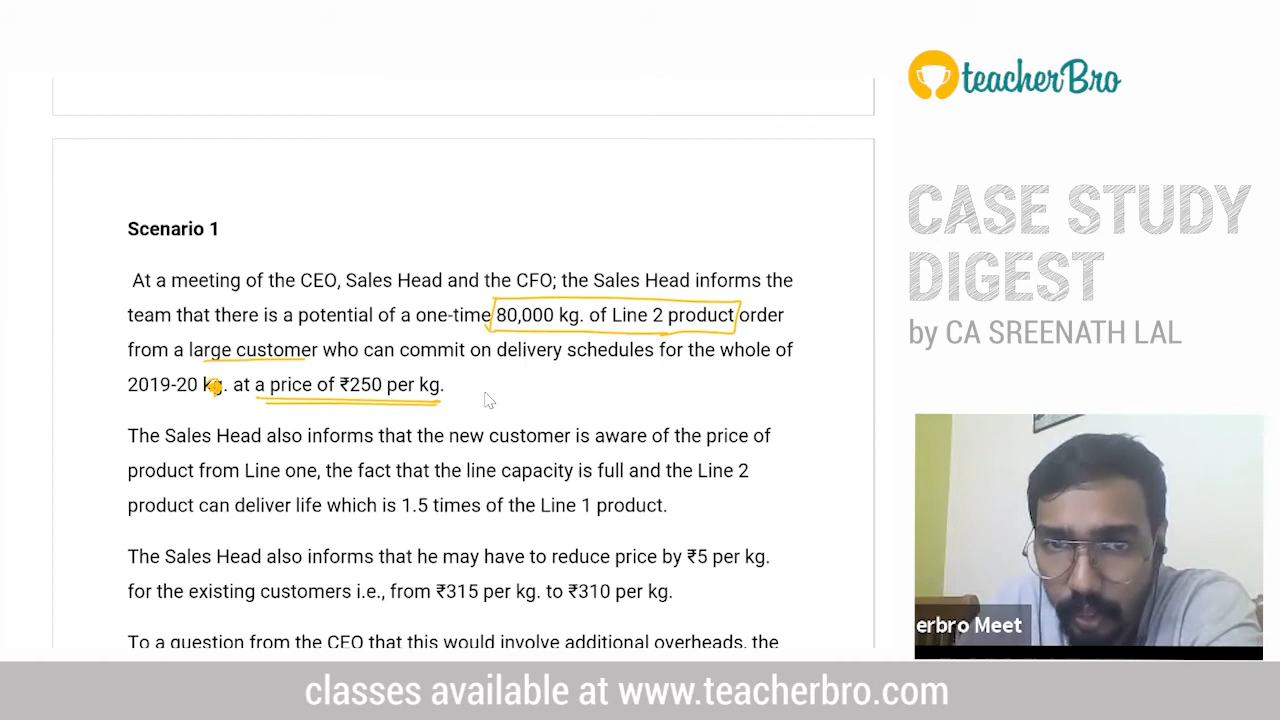 teacherBro
Scenario 1
At a meeting of the CEO, Sales Head and the CFO; the Sales Head informs the
team that there is a potential of a one-time 80,000 kg. of Line 2 product order
from a large customer who can commit on delivery schedules for the whole of
2019-20 kg. at a price of ₹250 per kg.
The Sales Head also informs that the new customer is aware of the price of
product from Line one, the fact that the line capacity is full and the Line 2
product can deliver life which is 1.5 times of the Line 1 product.
The Sales Head also informs that he may have to reduce price by ₹5 per kg.
for the existing customers i.e., from ₹315 per kg. to ₹310 per kg.
To a question from the CEO that this would involve additional overheads, the
CASE STUDY
DIGEST
by CA SREENATH LAL
erbro Meet
classes available at www.teacherbro.com